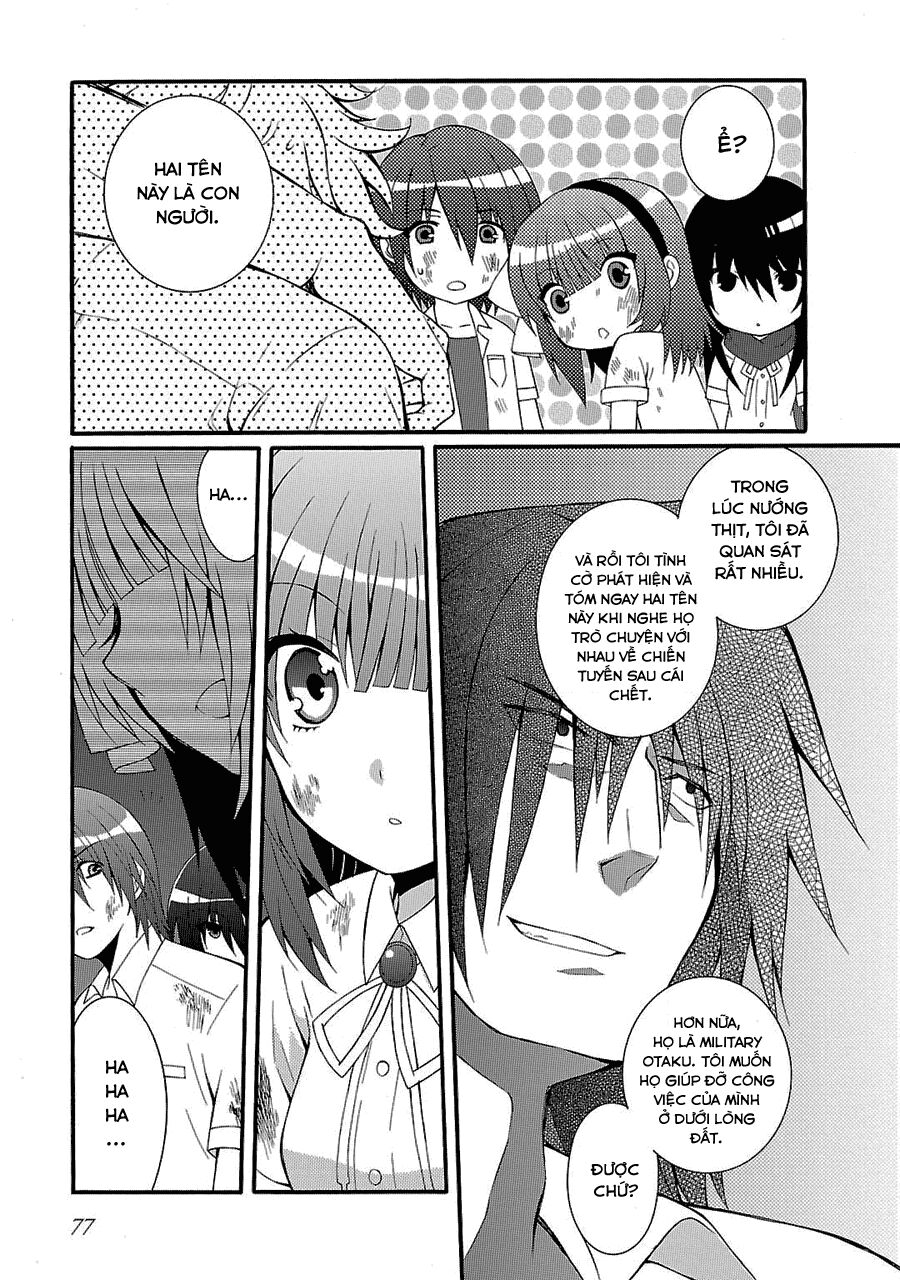 Ể?
HAI TÊN
NÀY LÀ CON
NGƯỜI.
TRONG
LÚC NƯỚNG
THỊT, TÔI ĐÃ
QUAN SÁT
RẤT NHIỀU.
VÀ RỒI TÔI TÌNH
CỜ PHÁT HIỆN VÀ
TÓM NGAY HAI TÊN
NÀY KHI NGHE HỌ
TRÒ CHUYỆN VỚI
NHAU VỀ CHIẾN
TUYẾN SAU CÁI
CHẾT.
HƠN NỮA,
HỌ LÀ MILITARY
OTAKU. TÔI MUỐN
HỌ GIÚP ĐỠ CÔNG
VIỆC CỦA MÌNH
Ở DƯỚI LÒNG
ĐẤT.
ĐƯỢC
CHỨ?
HA...
HA
HA
HA
...
77